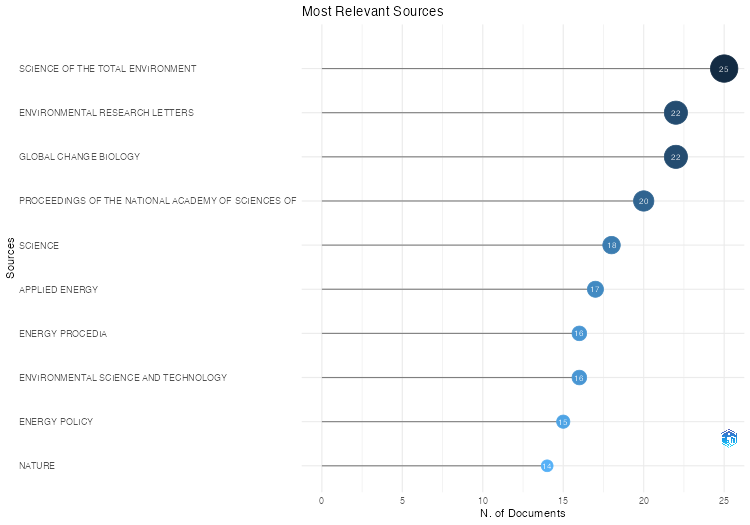 Most Relevant Sources
SCIENCE OF THE TOTAL ENVIRONMENT 25
ENVIRONMENTAL RESEARCH LETTERS 22
GLOBAL CHANGE BIOLOGY 22
PROCEEDINGS OF THE NATIONAL ACADEMY OF SCIENCES OF 20
SCIENCE 18
APPLIED ENERGY 17
ENERGY PROCEDIA 16
ENVIRONMENTAL SCIENCE AND TECHNOLOGY 16
ENERGY POLICY 15
NATURE 14
Sources
0 5 10 15 20 25
N. of Documents